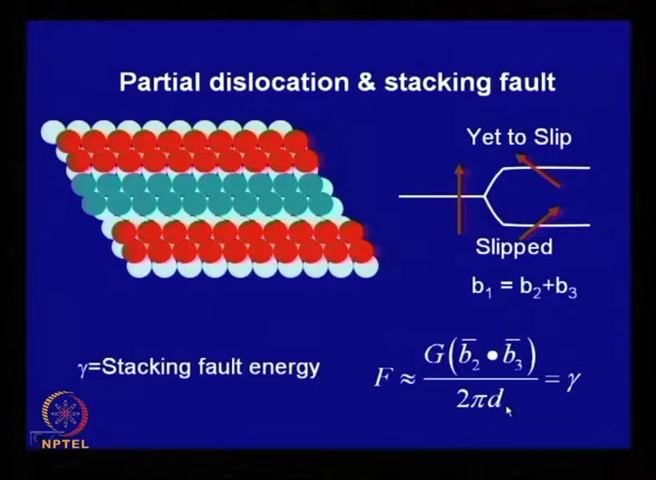 Partial dislocation & stacking fault
Yet to Slip
Slipped
b₁ = b₂+b₃
γ=Stacking fault energy
F ≈ G(b̅₂ • b̅₃) / 2πd = γ
NPTEL